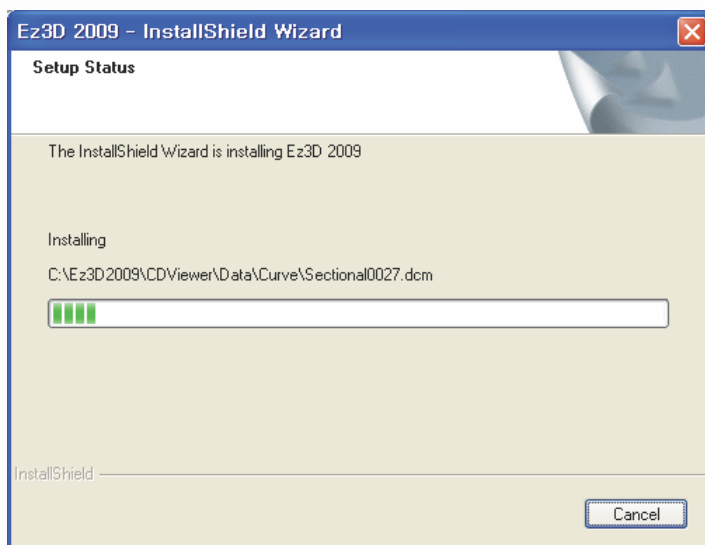 Ez3D 2009 - InstallShield Wizard
Setup Status
The InstallShield Wizard is installing Ez3D 2009
Installing
C:\Ez3D2009\CDViewer\Data\Curve\Sectional0027.dcm
InstallShield
Cancel